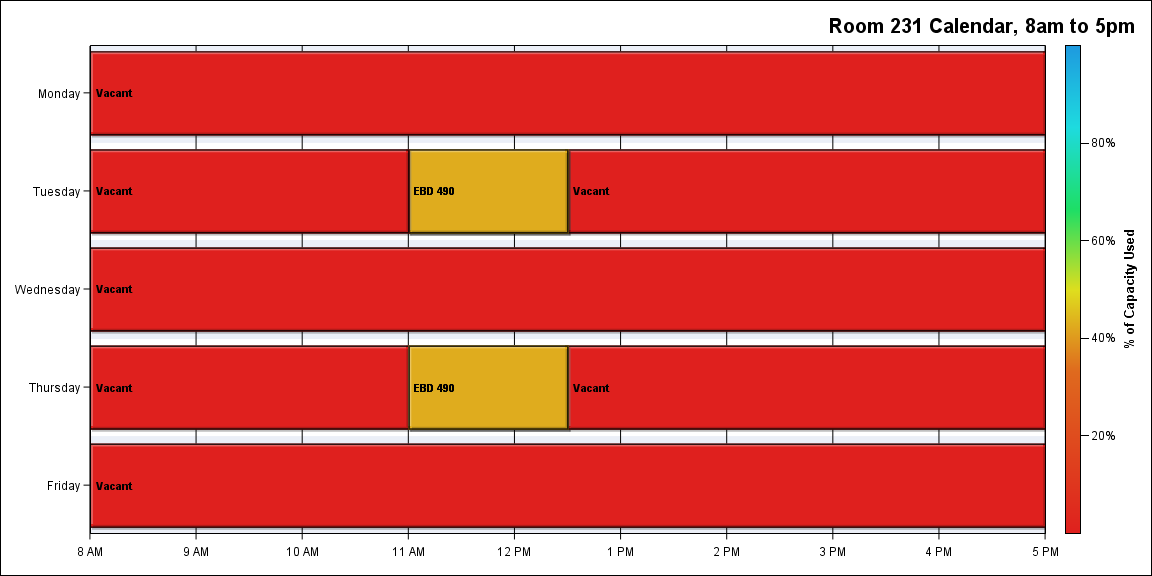 Room 231 Calendar, 8am to 5pm
Monday
Vacant
Tuesday
Vacant
EBD 490
Vacant
Wednesday
Vacant
Thursday
Vacant
EBD 490
Vacant
Friday
Vacant
8 AM
9 AM
10 AM
11 AM
12 PM
1 PM
2 PM
3 PM
4 PM
5 PM
80%
60%
40%
20%
% of Capacity Used